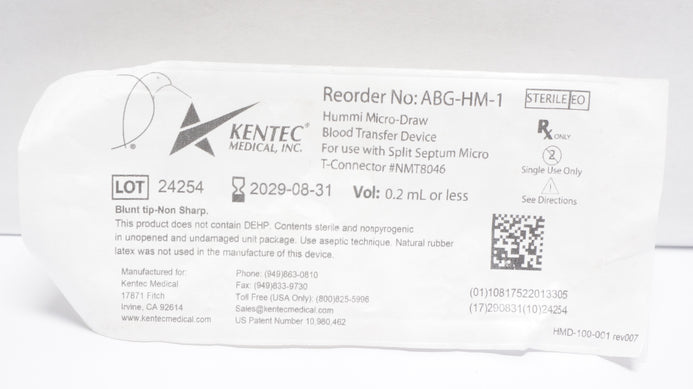 Reorder No: ABG-HM-1
STERILE EO
KENTEC®
MEDICAL, INC.
Hummi Micro-Draw
Blood Transfer Device
For use with Split Septum Micro
T-Connector #NMT8046
Rx ONLY
2
Single Use Only
See Directions
LOT 24254 2029-08-31 Vol: 0.2 mL or less
Blunt tip-Non Sharp.
This product does not contain DEHP. Contents sterile and nonpyrogenic
in unopened and undamaged unit package. Use aseptic technique. Natural rubber
latex was not used in the manufacture of this device.
Manufactured for:
Kentec Medical
17871 Fitch
Irvine, CA 92614
www.kentecmedical.com
Phone: (949)863-0810
Fax: (949)833-9730
Toll Free (USA Only): (800)825-5996
Sales@kentecmedical.com
US Patent Number 10,980,462
(01)10817522013305
(17)290831(10)24254
HMD-100-001 rev007